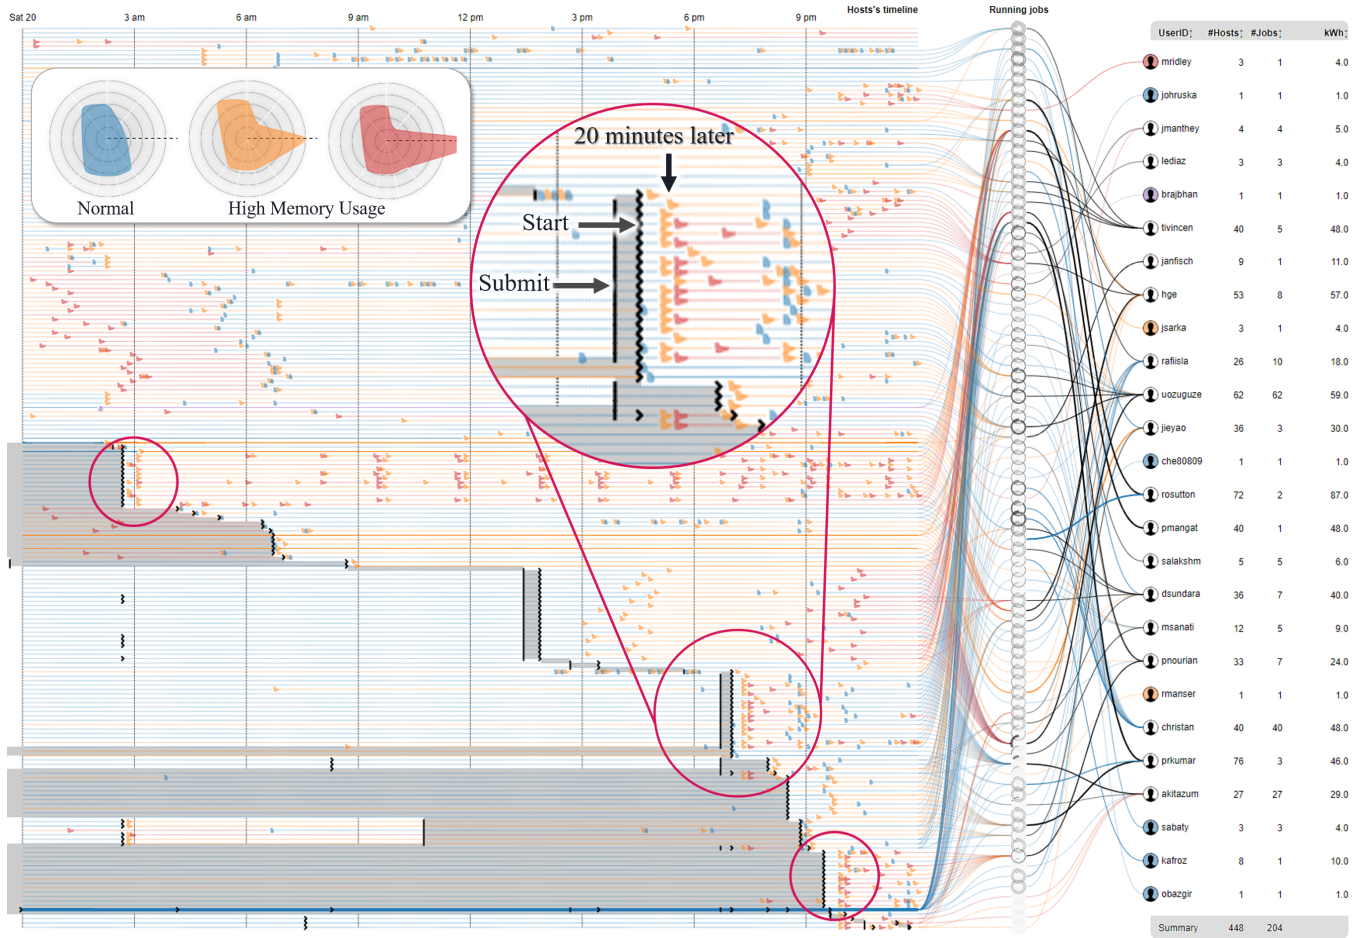 Sat 20 3 am 6 am 9 am 12 pm 3 pm 6 pm 9 pm Hosts's timeline Running jobs
UserID #Hosts #Jobs kWh
Normal
High Memory Usage
20 minutes later
Start
Submit
mridley 3 1 4.0
johruska 1 1 1.0
jmanthey 4 4 5.0
lediaz 3 3 4.0
brajbhan 1 1 1.0
tivincen 40 5 48.0
janfisch 9 1 11.0
hge 53 8 57.0
jsarka 3 1 4.0
rafiisla 26 10 18.0
uozuguze 62 62 59.0
jieyao 36 3 30.0
che80809 1 1 1.0
rosutton 72 2 87.0
pmangat 40 1 48.0
salakshm 5 5 6.0
dsundara 36 7 40.0
msanati 12 5 9.0
pnourian 33 7 24.0
rmanser 1 1 1.0
christan 40 40 48.0
prkumar 76 3 46.0
akitazum 27 27 29.0
sabaty 3 3 4.0
kafroz 8 1 10.0
obazgir 1 1 1.0
Summary 448 204